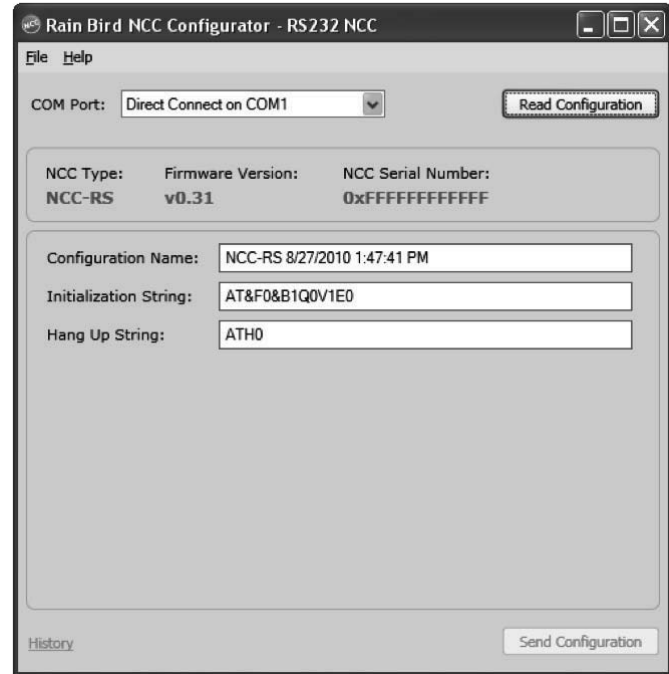 NCC Rain Bird NCC Configurator - RS232 NCC
File Help
COM Port: Direct Connect on COM1 Read Configuration
NCC Type: Firmware Version: NCC Serial Number:
NCC-RS v0.31 0xFFFFFFFFFFFF
Configuration Name: NCC-RS 8/27/2010 1:47:41 PM
Initialization String: AT&F0&B1Q0V1E0
Hang Up String: ATH0
History Send Configuration